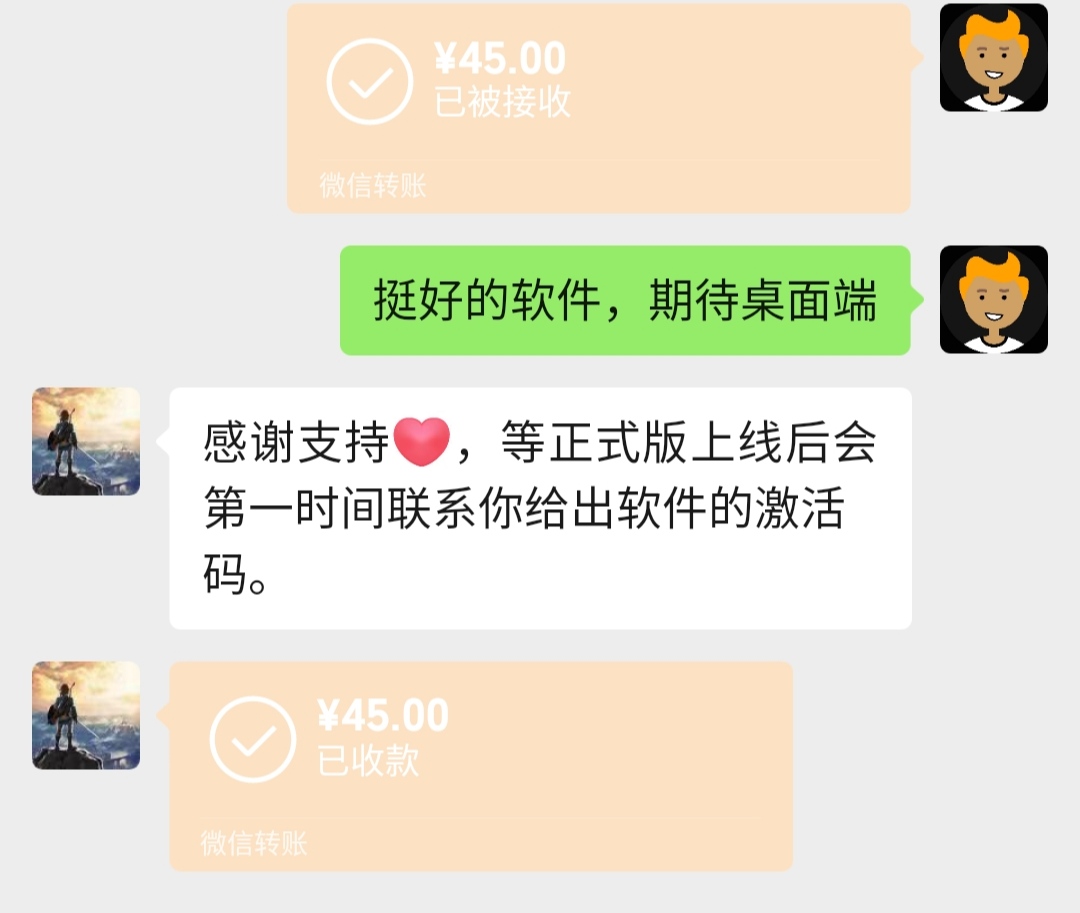 ¥45.00
已被接收
微信转账
挺好的软件，期待桌面端
感谢支持❤️，等正式版上线后会
第一时间联系你给出软件的激活
码。
¥45.00
已收款
微信转账